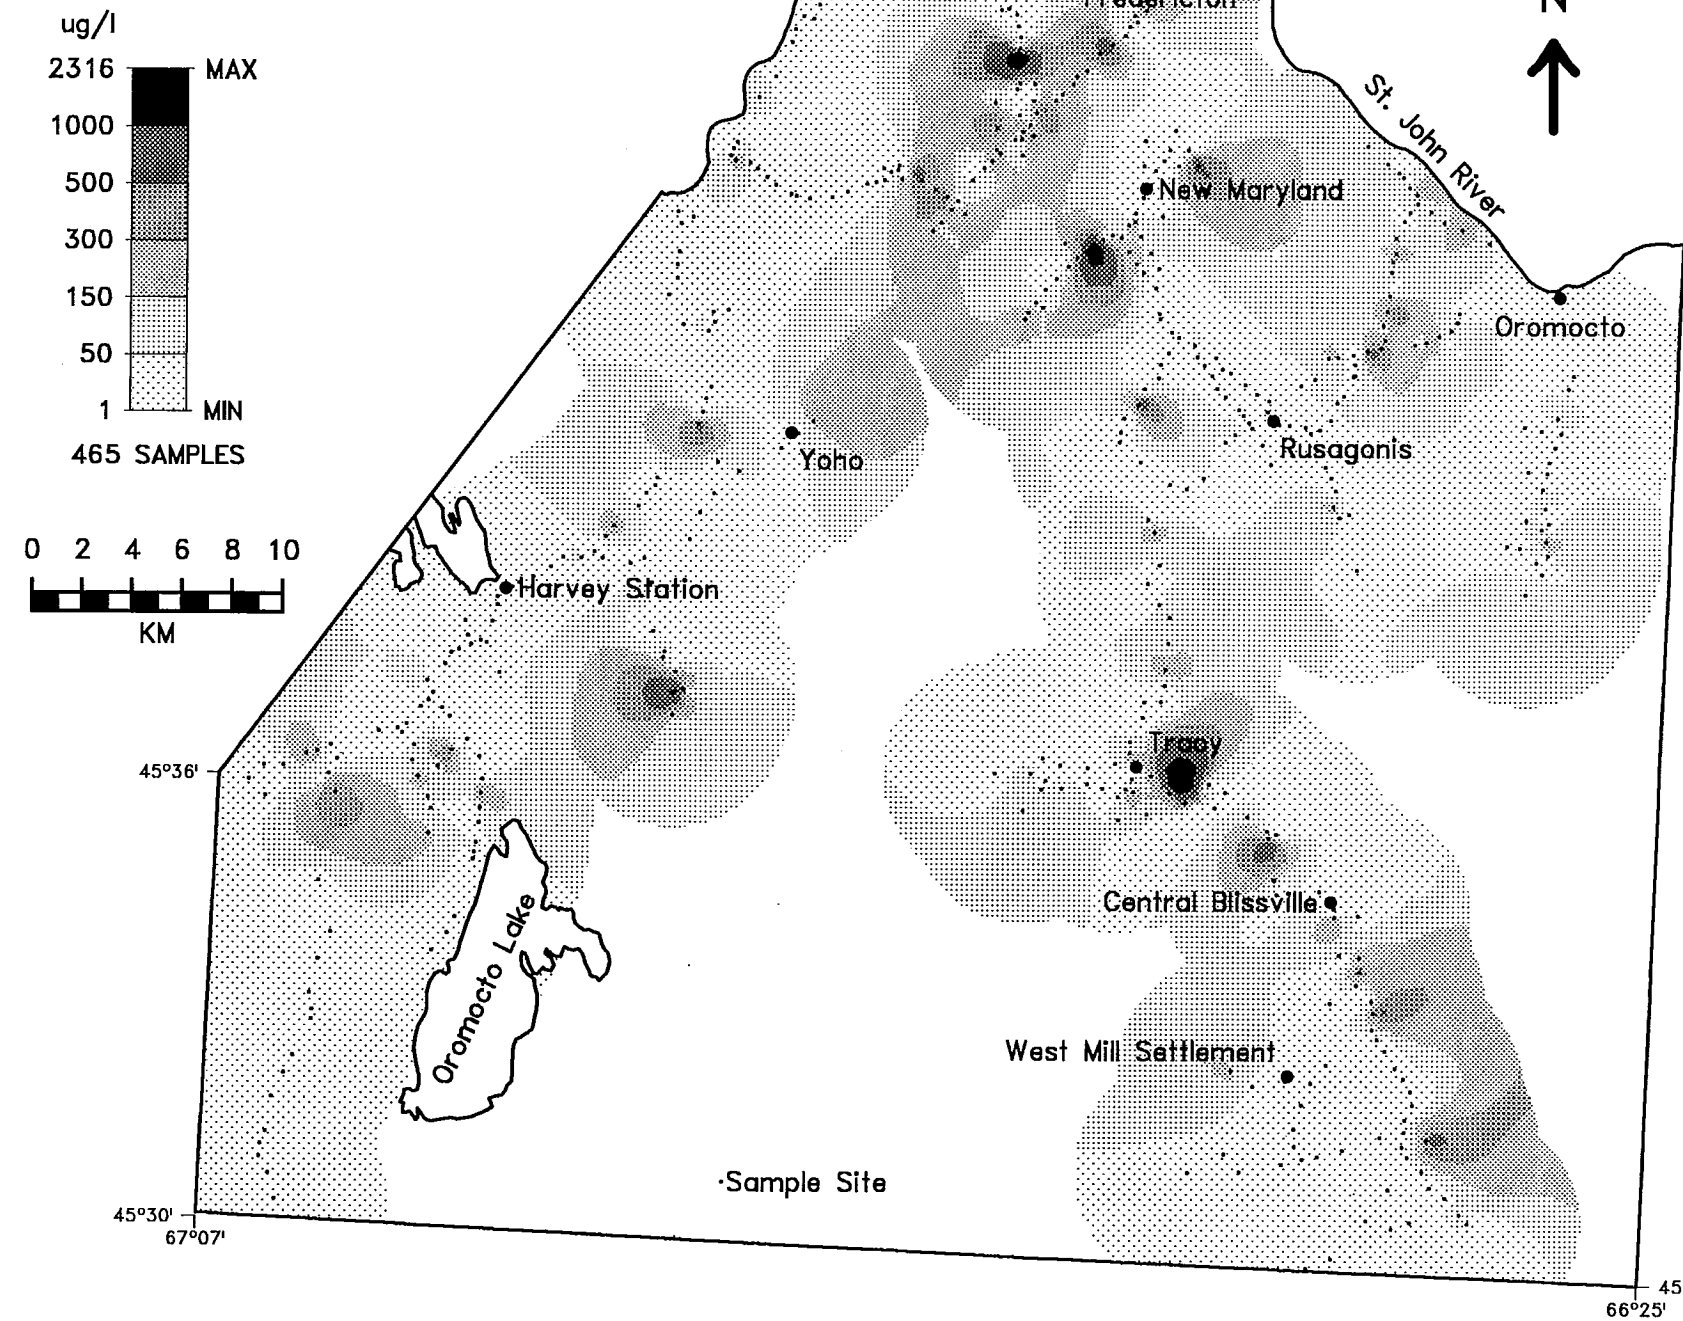 ug/l
Fredericton
N
2316 MAX
1000
500
300
150
50
1 MIN
465 SAMPLES
St. John River
New Maryland
Oromocto
Rusagonis
Yoho
0 2 4 6 8 10
KM
Harvey Station
Tracy
45°36'
Central Blissville
Oromocto Lake
West Mill Settlement
Sample Site
45°30'
67°07'
45
66°25'